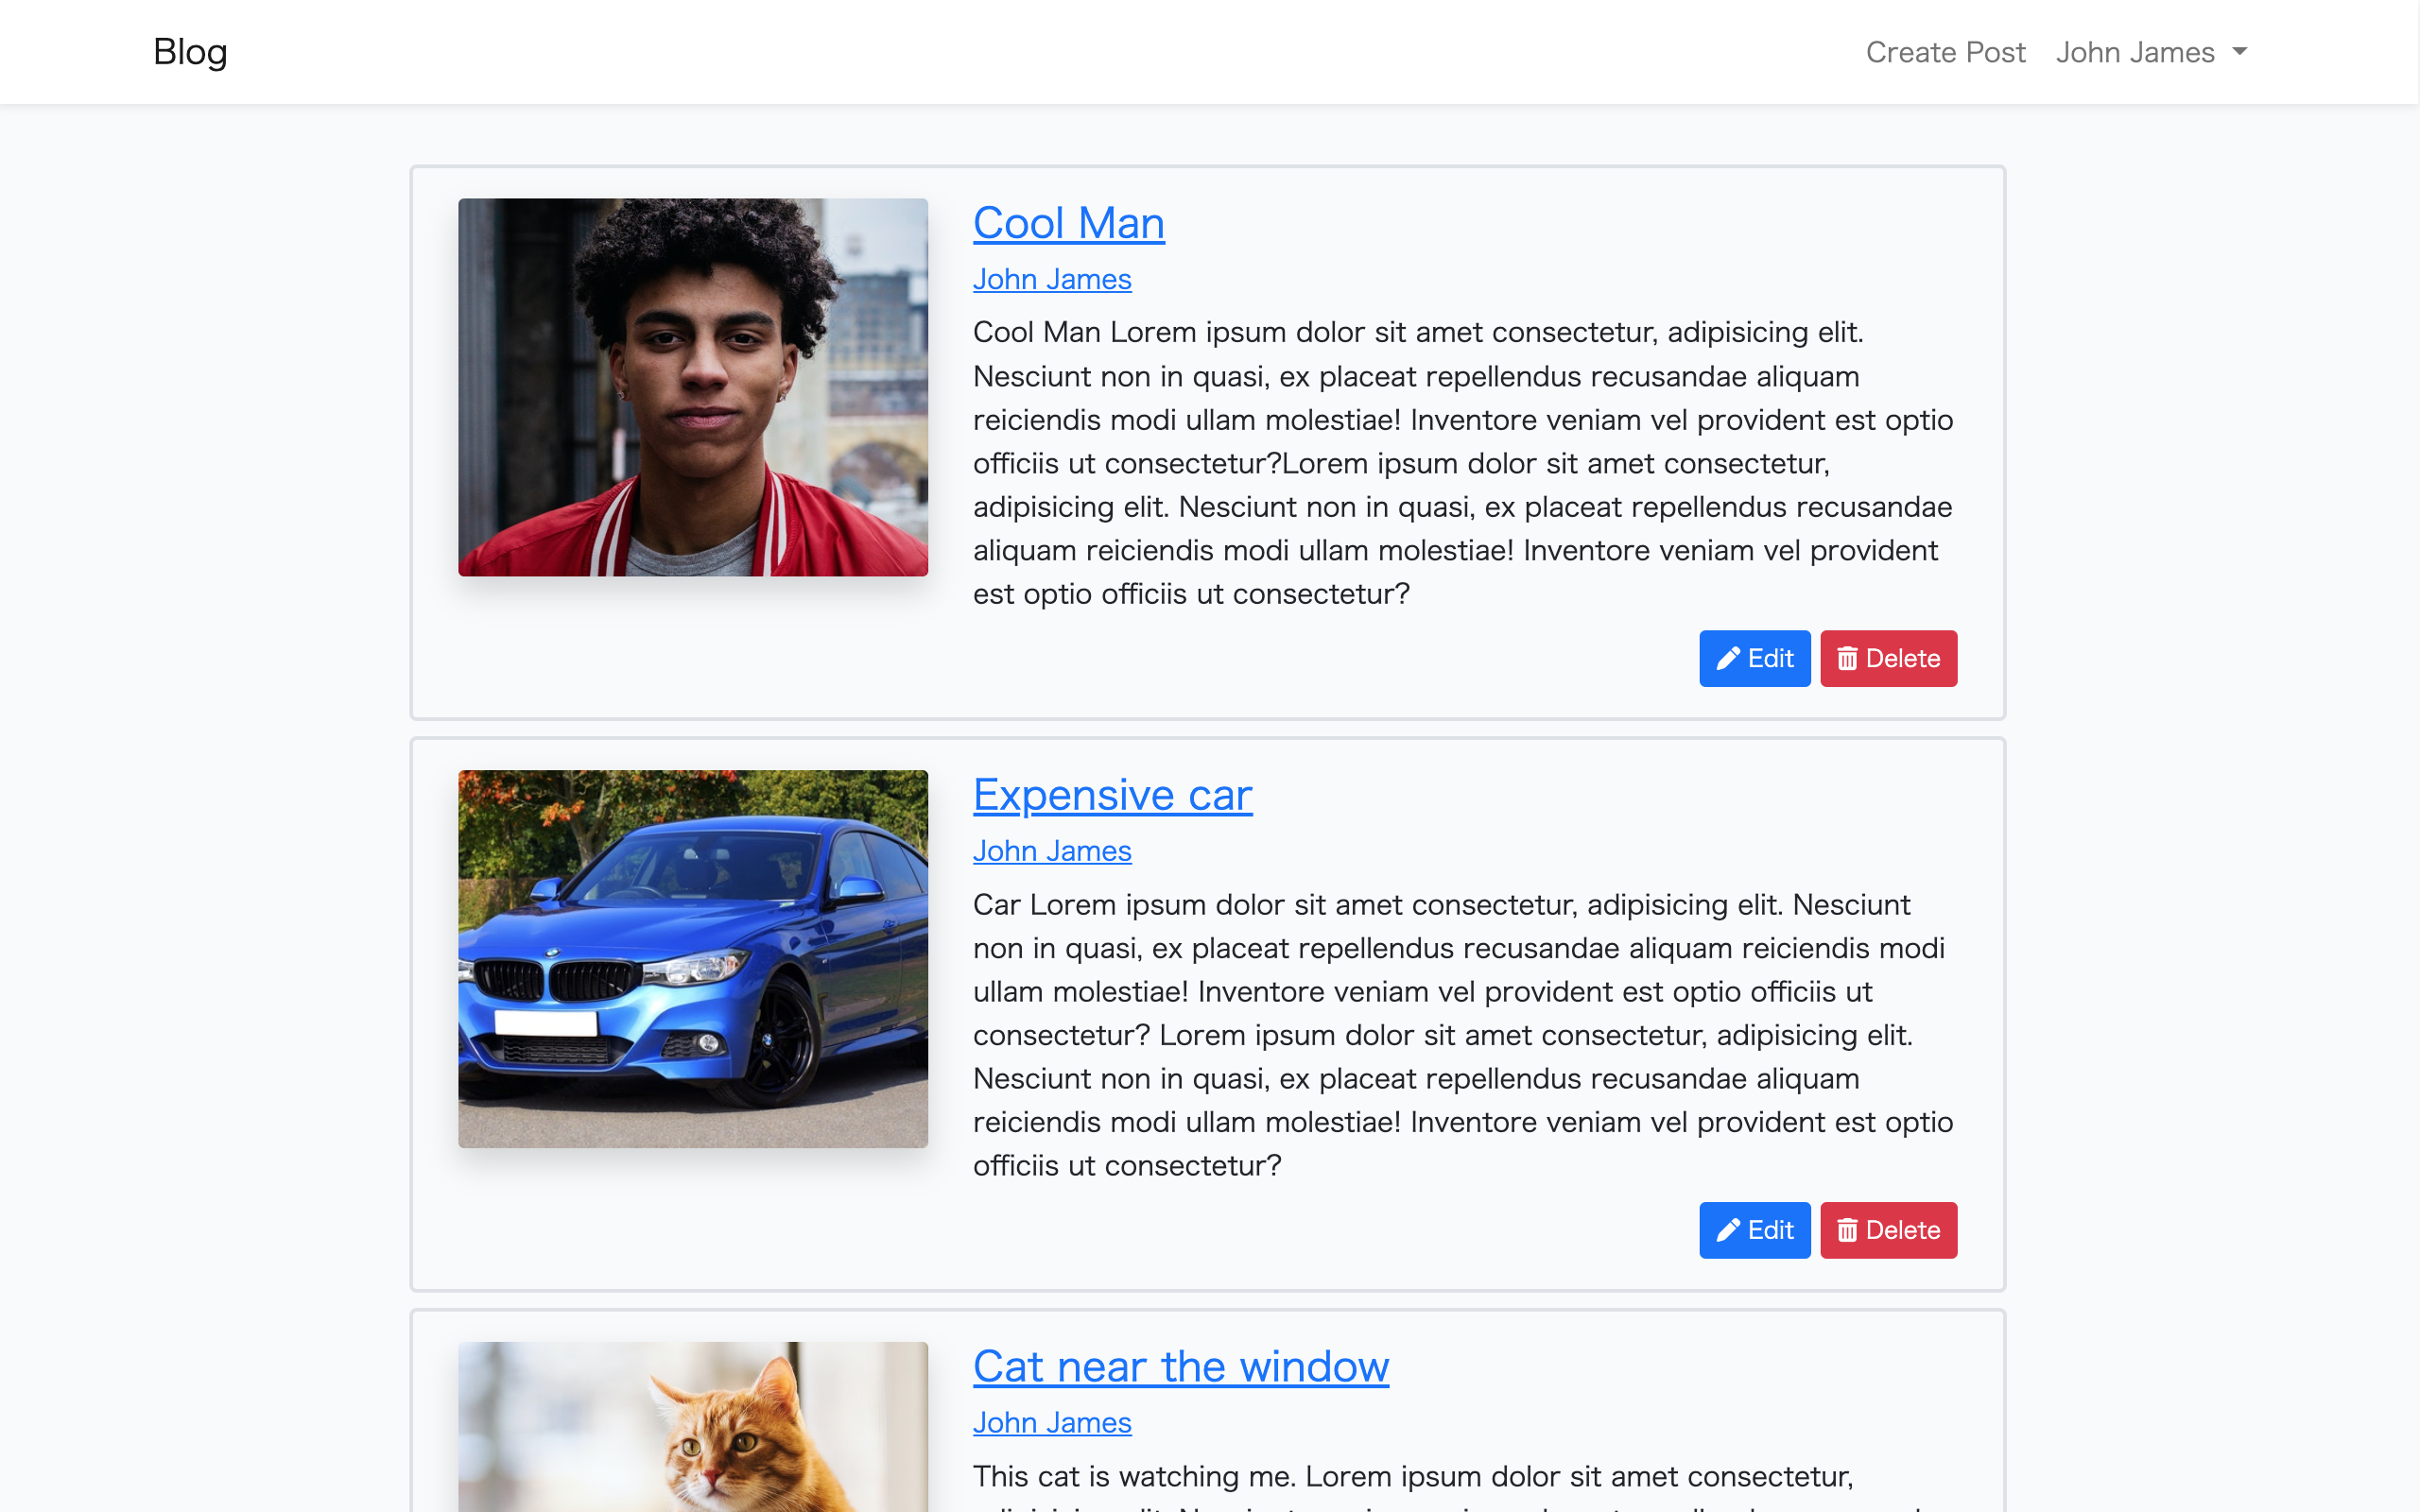 Blog
Create Post John James
Cool Man
John James
Cool Man Lorem ipsum dolor sit amet consectetur, adipisicing elit.
Nesciunt non in quasi, ex placeat repellendus recusandae aliquam
reiciendis modi ullam molestiae! Inventore veniam vel provident est optio
officiis ut consectetur?Lorem ipsum dolor sit amet consectetur,
adipisicing elit. Nesciunt non in quasi, ex placeat repellendus recusandae
aliquam reiciendis modi ullam molestiae! Inventore veniam vel provident
est optio officiis ut consectetur?
Edit Delete
Expensive car
John James
Car Lorem ipsum dolor sit amet consectetur, adipisicing elit. Nesciunt
non in quasi, ex placeat repellendus recusandae aliquam reiciendis modi
ullam molestiae! Inventore veniam vel provident est optio officiis ut
consectetur? Lorem ipsum dolor sit amet consectetur, adipisicing elit.
Nesciunt non in quasi, ex placeat repellendus recusandae aliquam
reiciendis modi ullam molestiae! Inventore veniam vel provident est optio
officiis ut consectetur?
Edit Delete
Cat near the window
John James
This cat is watching me. Lorem ipsum dolor sit amet consectetur,